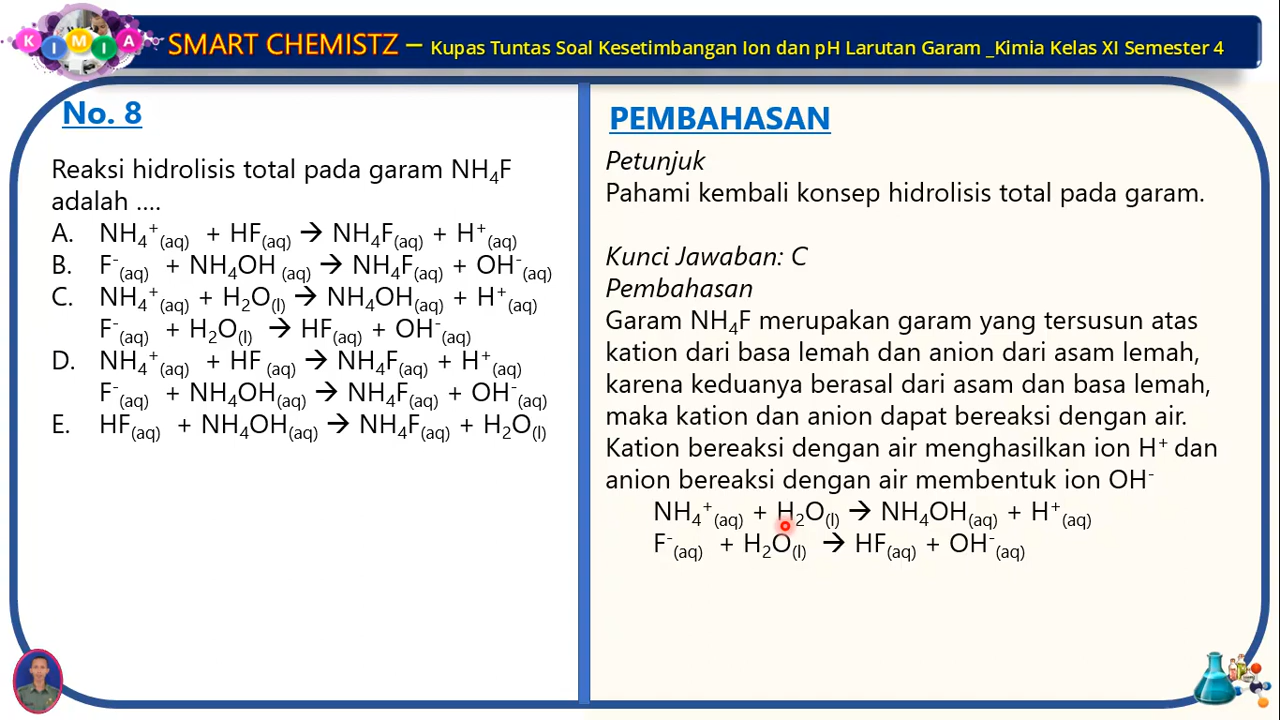 KIMIA SMART CHEMISTZ – Kupas Tuntas Soal Kesetimbangan Ion dan pH Larutan Garam _Kimia Kelas XI Semester 4
No. 8
Reaksi hidrolisis total pada garam NH₄F
adalah ....
A. NH₄⁺(aq) + HF(aq) → NH₄F(aq) + H⁺(aq)
B. F⁻(aq) + NH₄OH (aq) → NH₄F(aq) + OH⁻(aq)
C. NH₄⁺(aq) + H₂O(l) → NH₄OH(aq) + H⁺(aq)
F⁻(aq) + H₂O(l) → HF(aq) + OH⁻(aq)
D. NH₄⁺(aq) + HF (aq) → NH₄F(aq) + H⁺(aq)
F⁻(aq) + NH₄OH(aq) → NH₄F(aq) + OH⁻(aq)
E. HF(aq) + NH₄OH(aq) → NH₄F(aq) + H₂O(l)
PEMBAHASAN
Petunjuk
Pahami kembali konsep hidrolisis total pada garam.
Kunci Jawaban: C
Pembahasan
Garam NH₄F merupakan garam yang tersusun atas
kation dari basa lemah dan anion dari asam lemah,
karena keduanya berasal dari asam dan basa lemah,
maka kation dan anion dapat bereaksi dengan air.
Kation bereaksi dengan air menghasilkan ion H⁺ dan
anion bereaksi dengan air membentuk ion OH⁻
NH₄⁺(aq) + H₂O(l) → NH₄OH(aq) + H⁺(aq)
F⁻(aq) + H₂O(l) → HF(aq) + OH⁻(aq)